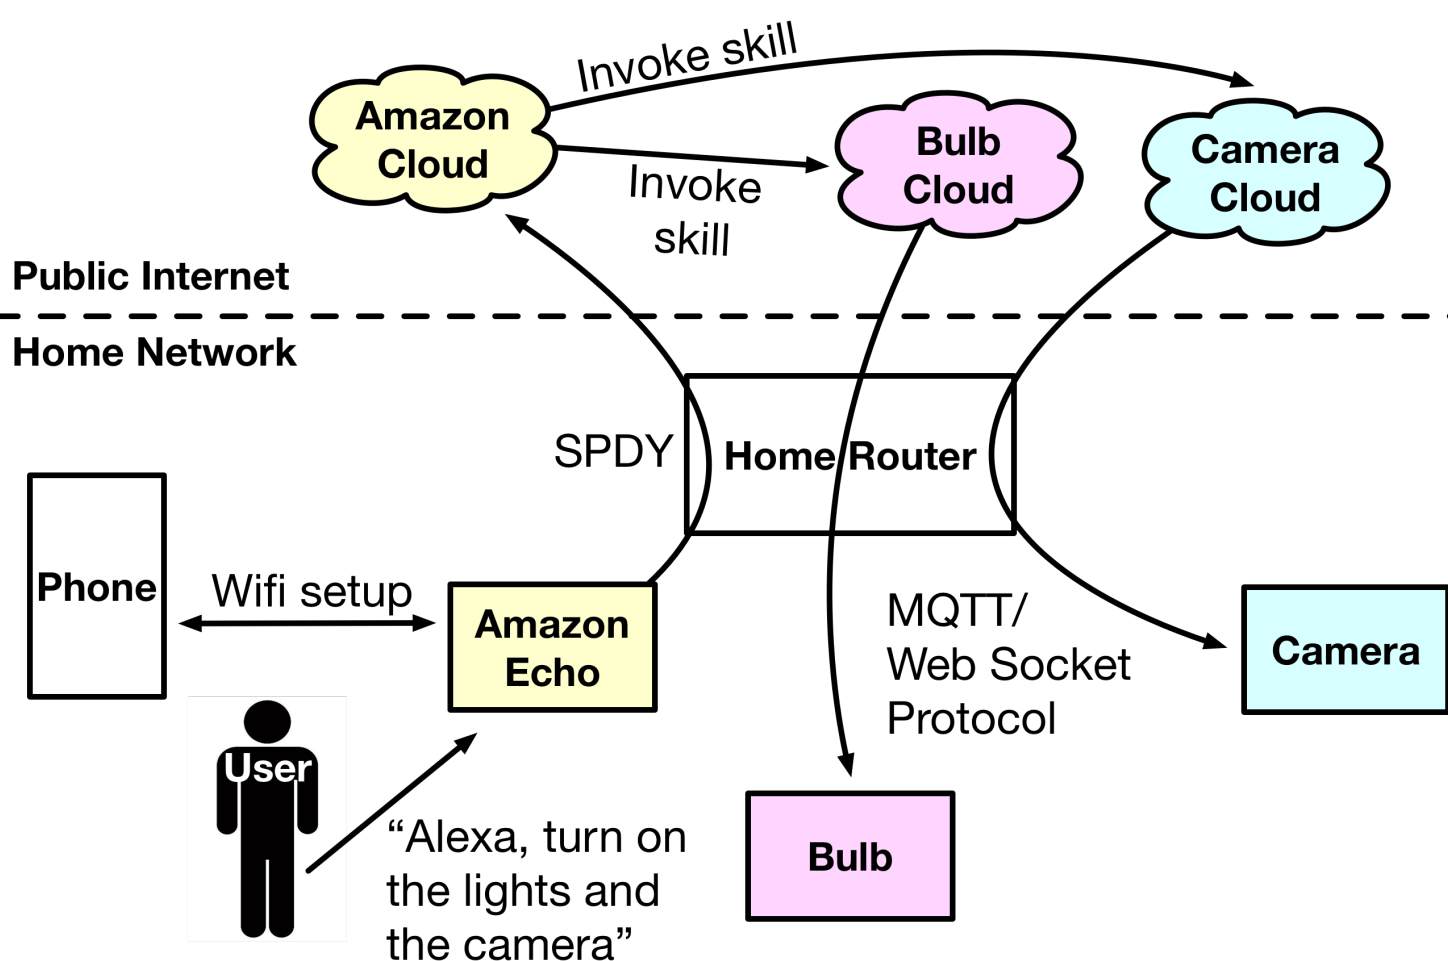 Invoke skill
Amazon
Cloud
Bulb
Cloud
Camera
Cloud
Invoke
skill
Public Internet
Home Network
SPDY
Home Router
Phone
Wifi setup
Amazon
Echo
MQTT/
Web Socket
Protocol
Camera
User
“Alexa, turn on
the lights and
the camera”
Bulb